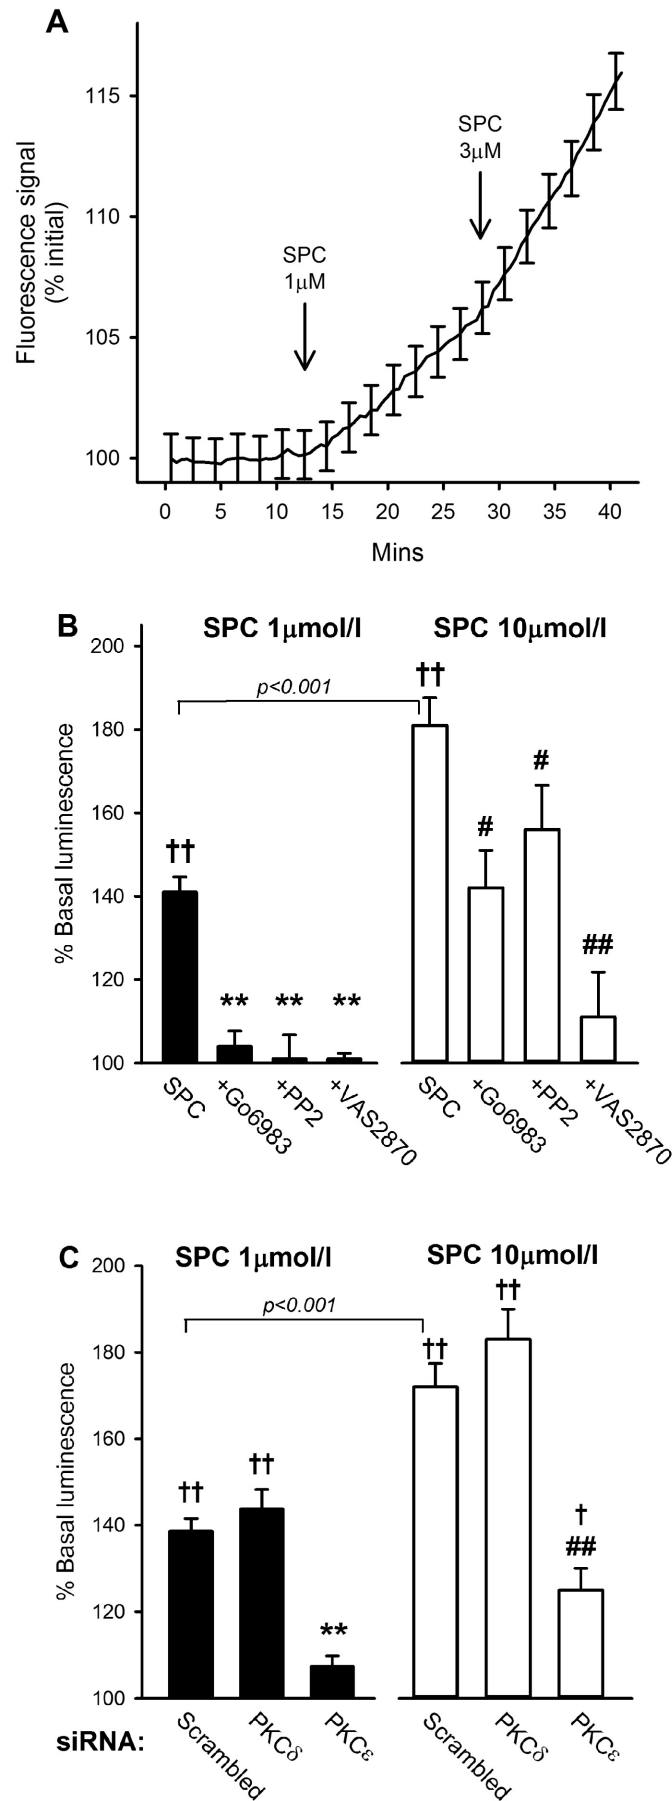 A
Fluorescence signal
(% initial)
115
110
105
100
SPC
1μM
SPC
3μM
0 5 10 15 20 25 30 35 40
Mins
B
SPC 1μmol/l SPC 10μmol/l
% Basal luminescence
200
180
160
140
120
100
p<0.001
††
**
**
**
††
#
#
##
SPC +Go6983 +PP2 +VAS2870 SPC +Go6983 +PP2 +VAS2870
C
SPC 1μmol/l SPC 10μmol/l
% Basal luminescence
200
180
160
140
120
100
p<0.001
††
††
**
††
††
†
##
siRNA: Scrambled PKCδ PKCε Scrambled PKCδ PKCε